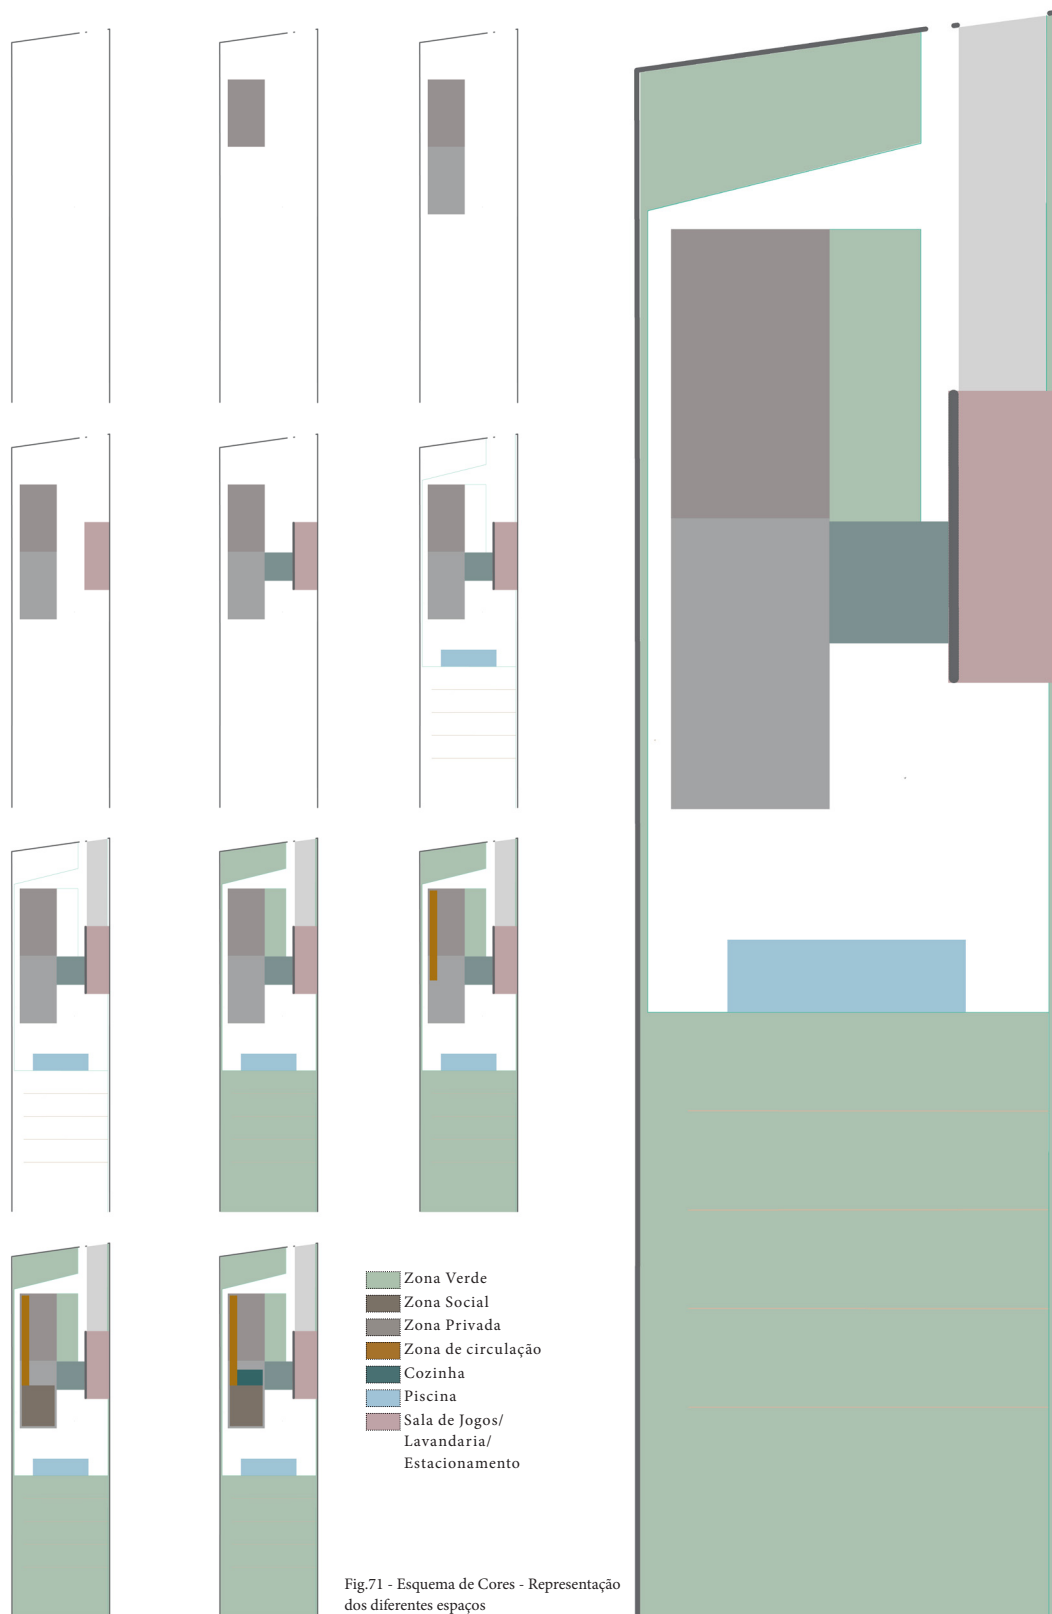 Zona Verde
Zona Social
Zona Privada
Zona de circulação
Cozinha
Piscina
Sala de Jogos/
Lavandaria/
Estacionamento
Fig.71 - Esquema de Cores - Representação
dos diferentes espaços